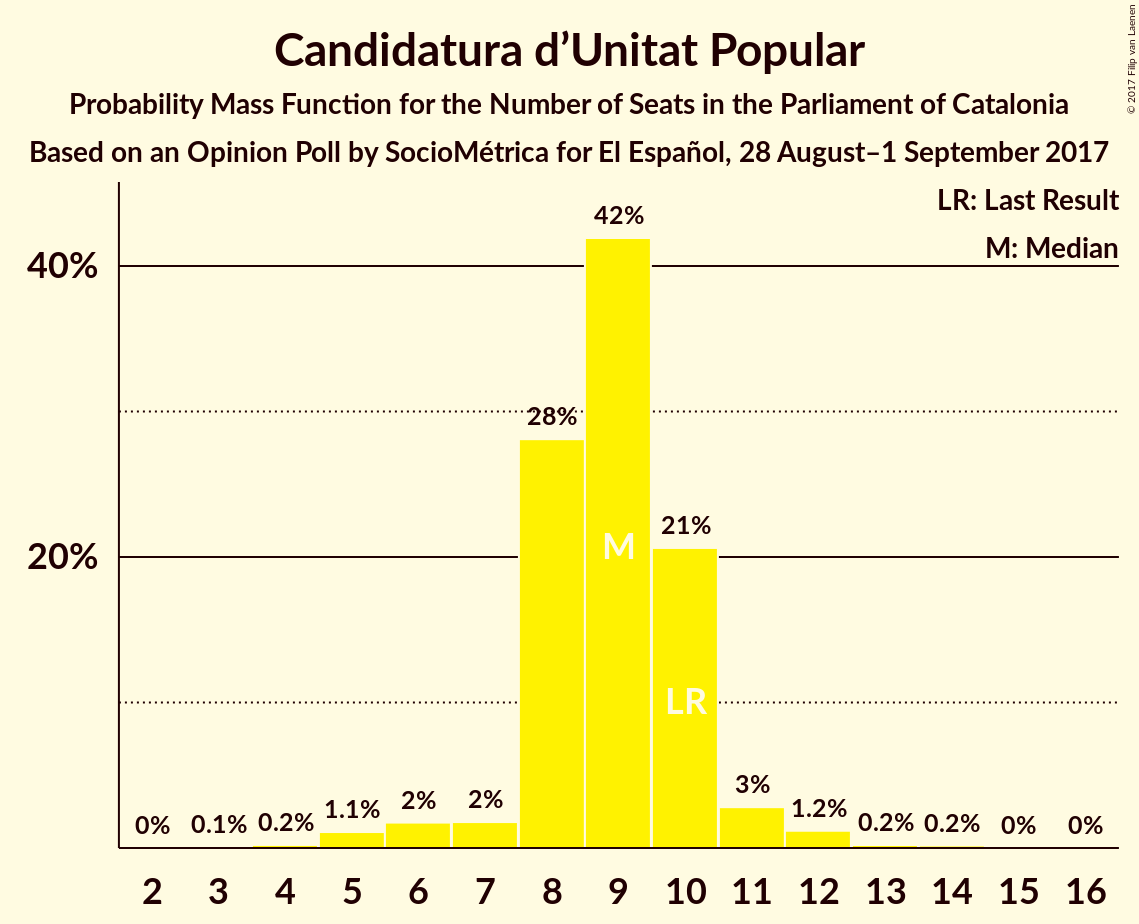 Candidatura d’Unitat Popular
Probability Mass Function for the Number of Seats in the Parliament of Catalonia
Based on an Opinion Poll by SocioMétrica for El Español, 28 August–1 September 2017
© 2017 Filip van Laenen
LR: Last Result
M: Median
40%
20%
0%
0.1%
0.2%
1.1%
2%
2%
28%
42%
21%
3%
1.2%
0.2%
0.2%
0%
0%
M
LR
2 3 4 5 6 7 8 9 10 11 12 13 14 15 16